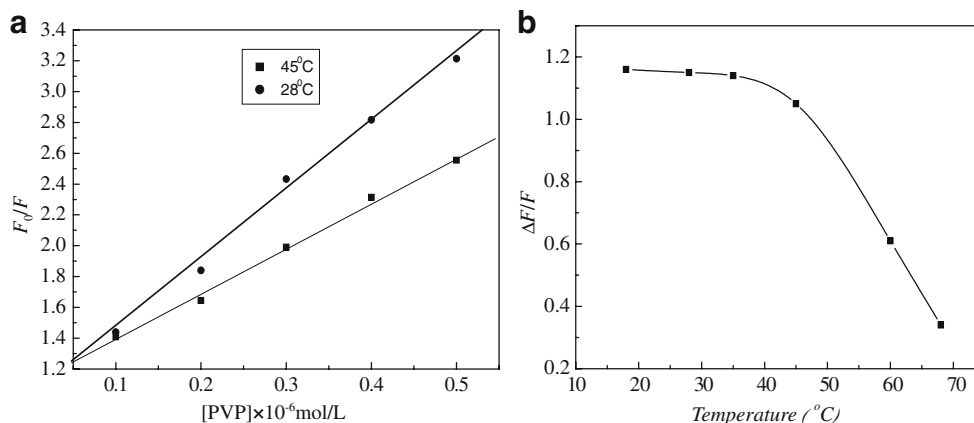 a
3.4
3.2
3.0
2.8
2.6
2.4
2.2
2.0
1.8
1.6
1.4
1.2
F₀/F
45⁰C
28⁰C
0.1 0.2 0.3 0.4 0.5
[PVP]×10⁻⁶mol/L
b
1.2
1.0
0.8
0.6
0.4
0.2
ΔF/F
10 20 30 40 50 60 70
Temperature (°C)